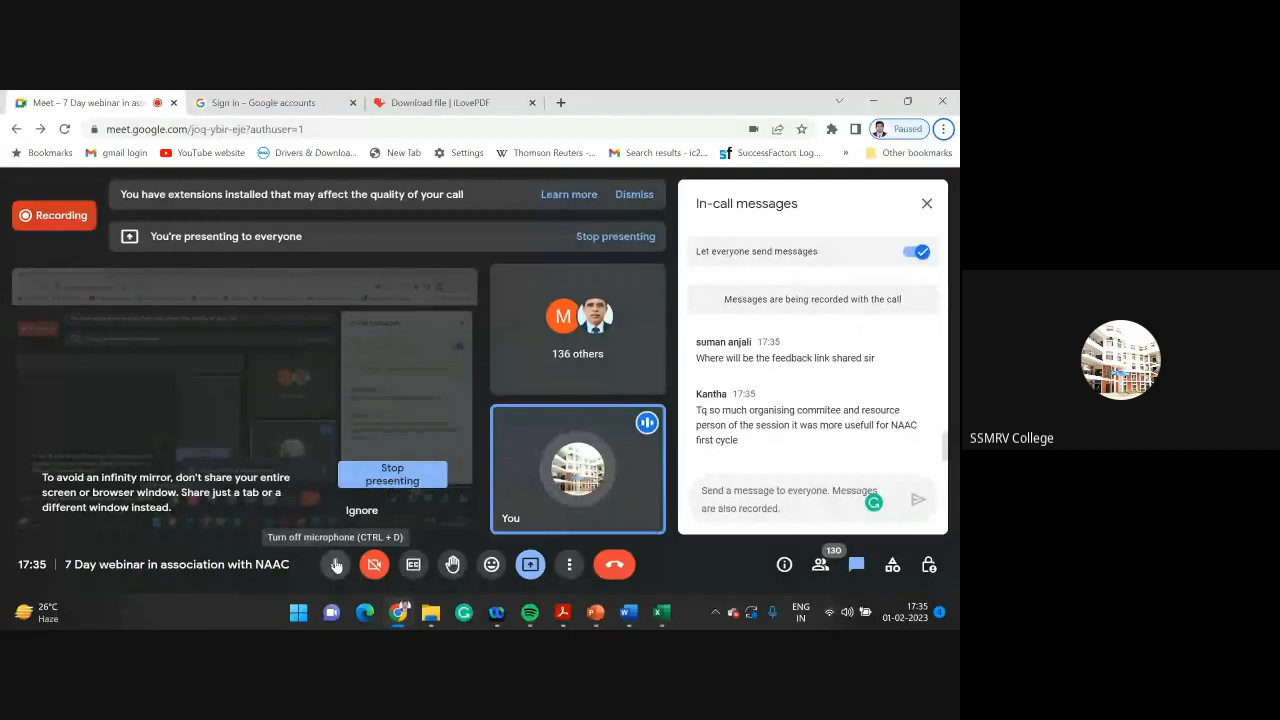 Meet – 7 Day webinar in ass
Sign in – Google accounts
Download file | iLovePDF
meet.google.com/joq-ybir-eje?authuser=1
Paused
Bookmarks
gmail login
YouTube website
Drivers & Downloa...
New Tab
Settings
Thomson Reuters –...
Search results - ic2...
SuccessFactors Log...
»
Other bookmarks
You have extensions installed that may affect the quality of your call
Learn more
Dismiss
Recording
You're presenting to everyone
Stop presenting
In-call messages
Let everyone send messages
Messages are being recorded with the call
suman anjali 17:35
Where will be the feedback link shared sir
Kantha 17:35
Tq so much organising commitee and resource
person of the session it was more usefull for NAAC
first cycle
Send a message to everyone. Messages
are also recorded.
M
136 others
You
To avoid an infinity mirror, don't share your entire
screen or browser window. Share just a tab or a
different window instead.
Stop
presenting
Ignore
Turn off microphone (CTRL + D)
17:35 | 7 Day webinar in association with NAAC
130
26°C
Haze
ENG
IN
17:35
01-02-2023
4
SSMRV College